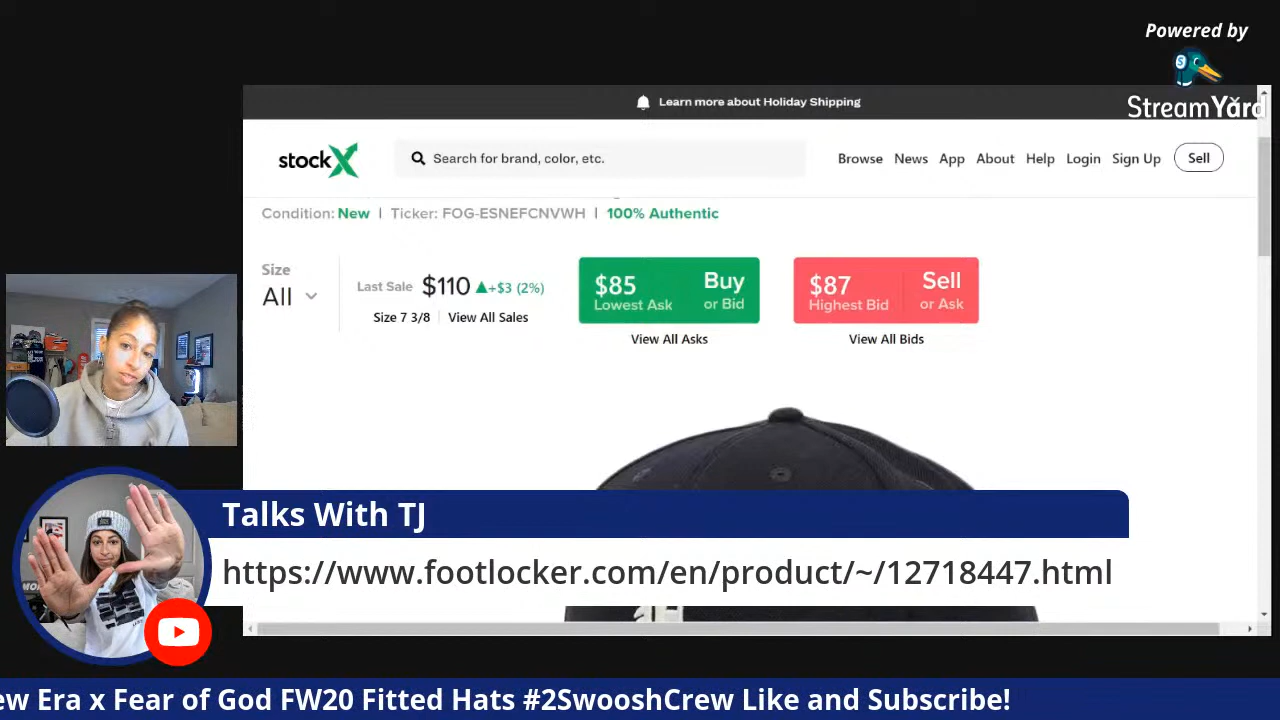 Powered by
StreamYard
Learn more about Holiday Shipping
stockX
Search for brand, color, etc.
Browse News App About Help Login Sign Up Sell
Condition: New | Ticker: FOG-ESNEFCNVWH | 100% Authentic
Size
All
Last Sale $110 +$3 (2%)
Size 7 3/8 | View All Sales
$85 Buy
Lowest Ask or Bid
View All Asks
$87 Sell
Highest Bid or Ask
View All Bids
Talks With TJ
https://www.footlocker.com/en/product/~/12718447.html
ew Era x Fear of God FW20 Fitted Hats #2SwooshCrew Like and Subscribe!